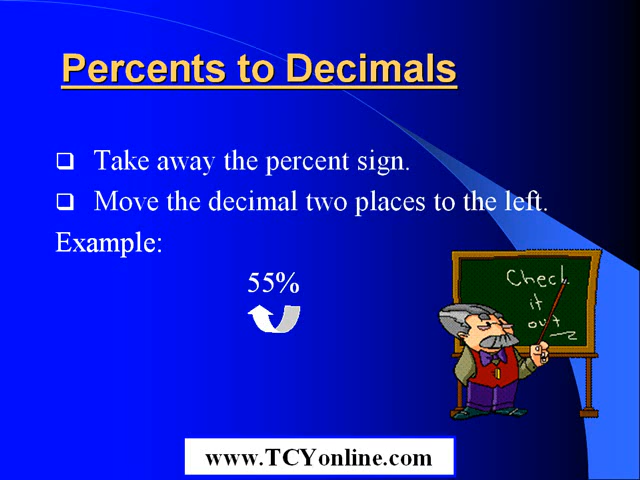 Percents to Decimals
Take away the percent sign.
Move the decimal two places to the left.
Example:
55%
Check
it
out
www.TCYonline.com